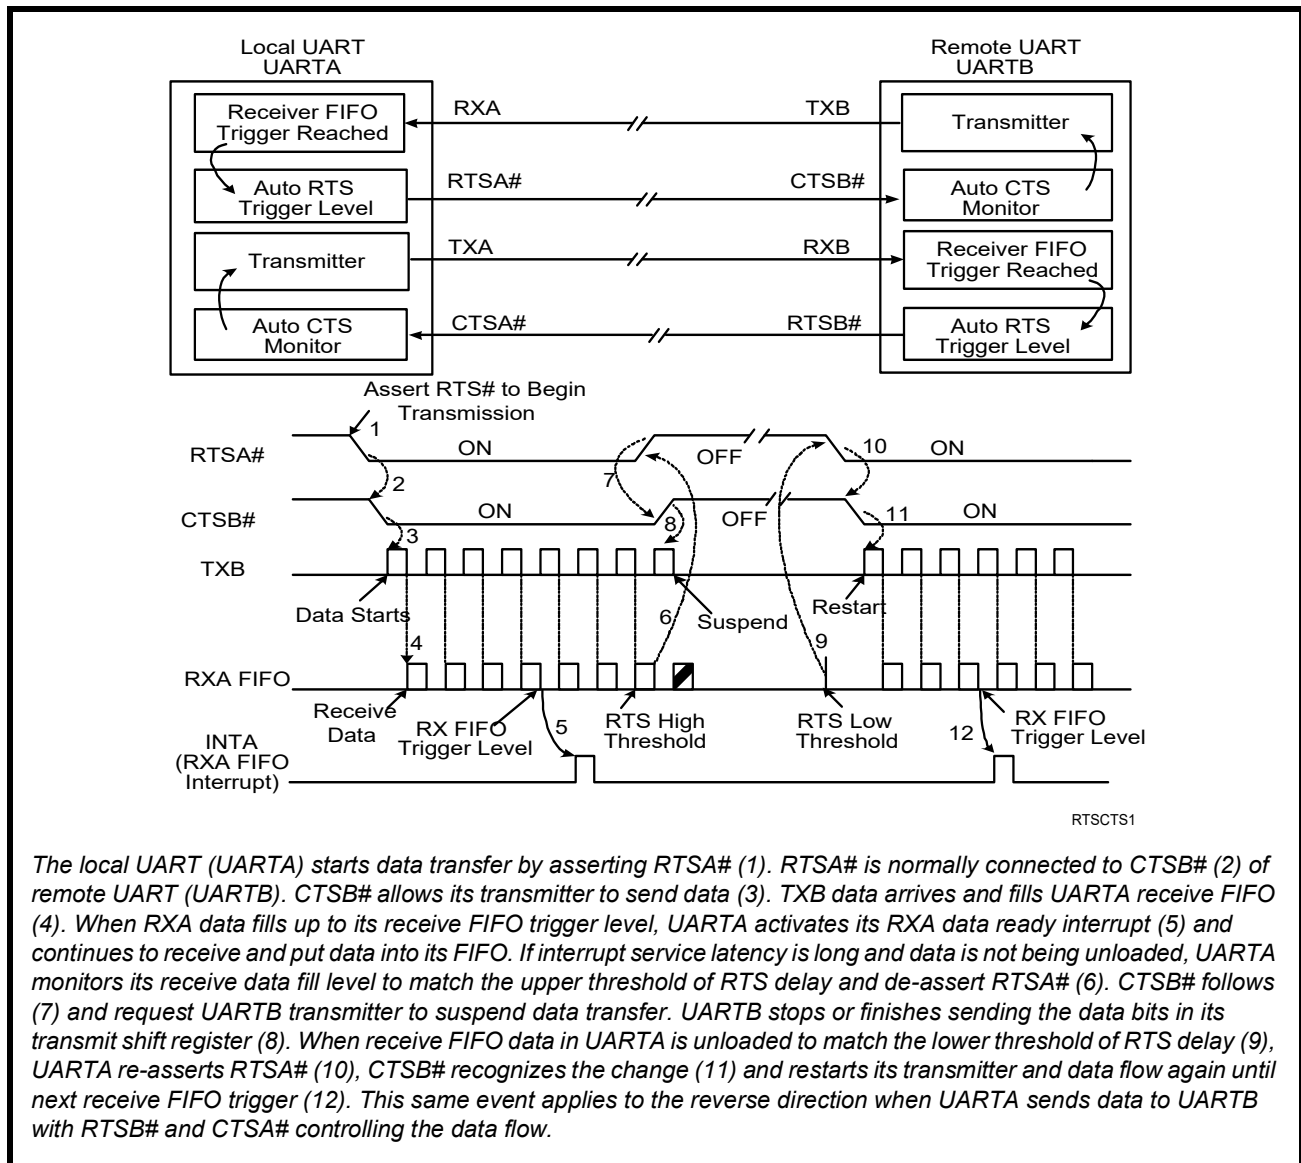 Local UART
UARTA
Remote UART
UARTB
Receiver FIFO
Trigger Reached
RXA
TXB
Transmitter
Auto RTS
Trigger Level
RTSA#
CTSB#
Auto CTS
Monitor
Transmitter
TXA
RXB
Receiver FIFO
Trigger Reached
Auto CTS
Monitor
CTSA#
RTSB#
Auto RTS
Trigger Level
Assert RTS# to Begin
Transmission
RTSA#
1
ON
OFF
10
ON
2
7
CTSB#
ON
8
OFF
11
ON
3
TXB
Data Starts
6
Suspend
Restart
4
9
RXA FIFO
Receive
Data
RX FIFO
Trigger Level
5
RTS High
Threshold
RTS Low
Threshold
12
RX FIFO
Trigger Level
INTA
(RXA FIFO
Interrupt)
RTSCTS1
The local UART (UARTA) starts data transfer by asserting RTSA# (1). RTSA# is normally connected to CTSB# (2) of
remote UART (UARTB). CTSB# allows its transmitter to send data (3). TXB data arrives and fills UARTA receive FIFO
(4). When RXA data fills up to its receive FIFO trigger level, UARTA activates its RXA data ready interrupt (5) and
continues to receive and put data into its FIFO. If interrupt service latency is long and data is not being unloaded, UARTA
monitors its receive data fill level to match the upper threshold of RTS delay and de-assert RTSA# (6). CTSB# follows
(7) and request UARTB transmitter to suspend data transfer. UARTB stops or finishes sending the data bits in its
transmit shift register (8). When receive FIFO data in UARTA is unloaded to match the lower threshold of RTS delay (9),
UARTA re-asserts RTSA# (10), CTSB# recognizes the change (11) and restarts its transmitter and data flow again until
next receive FIFO trigger (12). This same event applies to the reverse direction when UARTA sends data to UARTB
with RTSB# and CTSA# controlling the data flow.